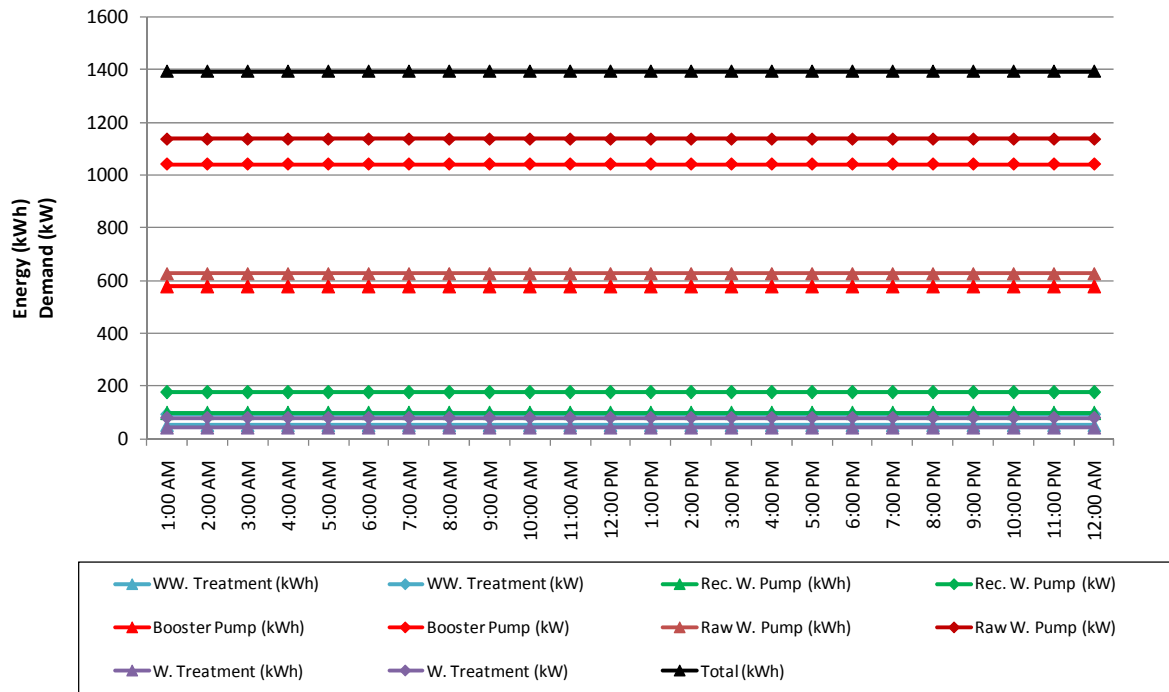 1600
1400
1200
1000
800
600
400
200
0
Energy (kWh)
Demand (kW)
1:00 AM
2:00 AM
3:00 AM
4:00 AM
5:00 AM
6:00 AM
7:00 AM
8:00 AM
9:00 AM
10:00 AM
11:00 AM
12:00 PM
1:00 PM
2:00 PM
3:00 PM
4:00 PM
5:00 PM
6:00 PM
7:00 PM
8:00 PM
9:00 PM
10:00 PM
11:00 PM
12:00 AM
WW. Treatment (kWh) WW. Treatment (kW) Rec. W. Pump (kWh) Rec. W. Pump (kW)
Booster Pump (kWh) Booster Pump (kW) Raw W. Pump (kWh) Raw W. Pump (kW)
W. Treatment (kWh) W. Treatment (kW) Total (kWh)